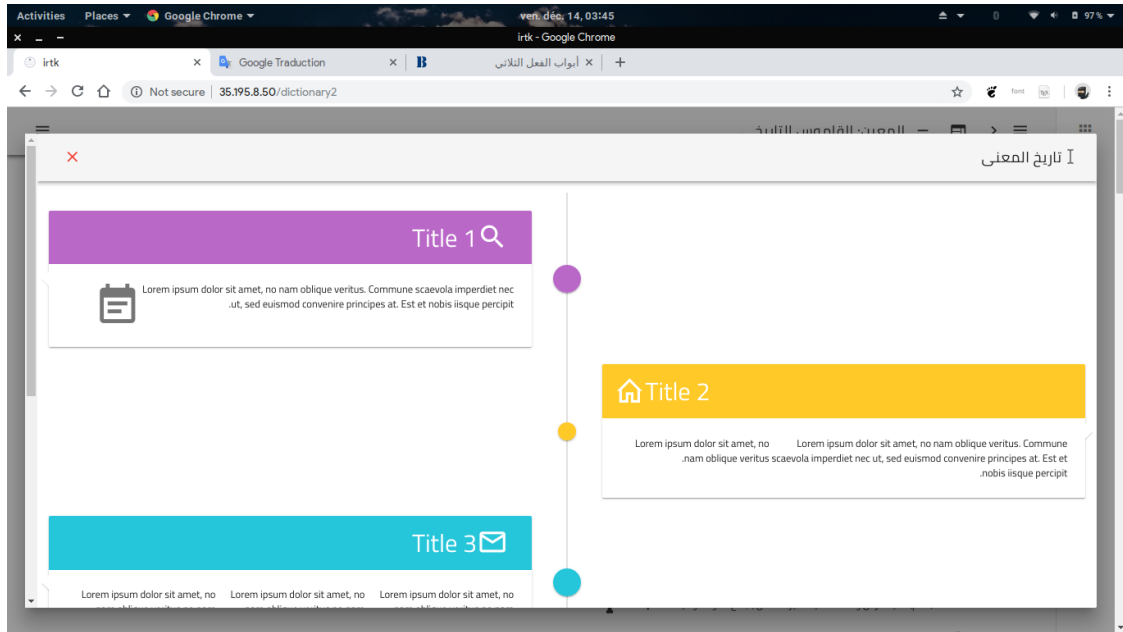 Activities Places Google Chrome ven. déc. 14, 03:45 97 %
irtk - Google Chrome
irtk Google Traduction أبواب الفعل الثلاثي
Not secure 35.195.8.50/dictionary2
المعين: القاموس التاريخ
تاريخ المعنى
Title 1
Lorem ipsum dolor sit amet, no nam oblique veritus. Commune scaevola imperdiet nec
.ut, sed euismod convenire principes at. Est et nobis iisque percipit
Title 2
Lorem ipsum dolor sit amet, no Lorem ipsum dolor sit amet, no nam oblique veritus. Commune
.nam oblique veritus scaevola imperdiet nec ut, sed euismod convenire principes at. Est et
.nobis iisque percipit
Title 3
Lorem ipsum dolor sit amet, no Lorem ipsum dolor sit amet, no Lorem ipsum dolor sit amet, no